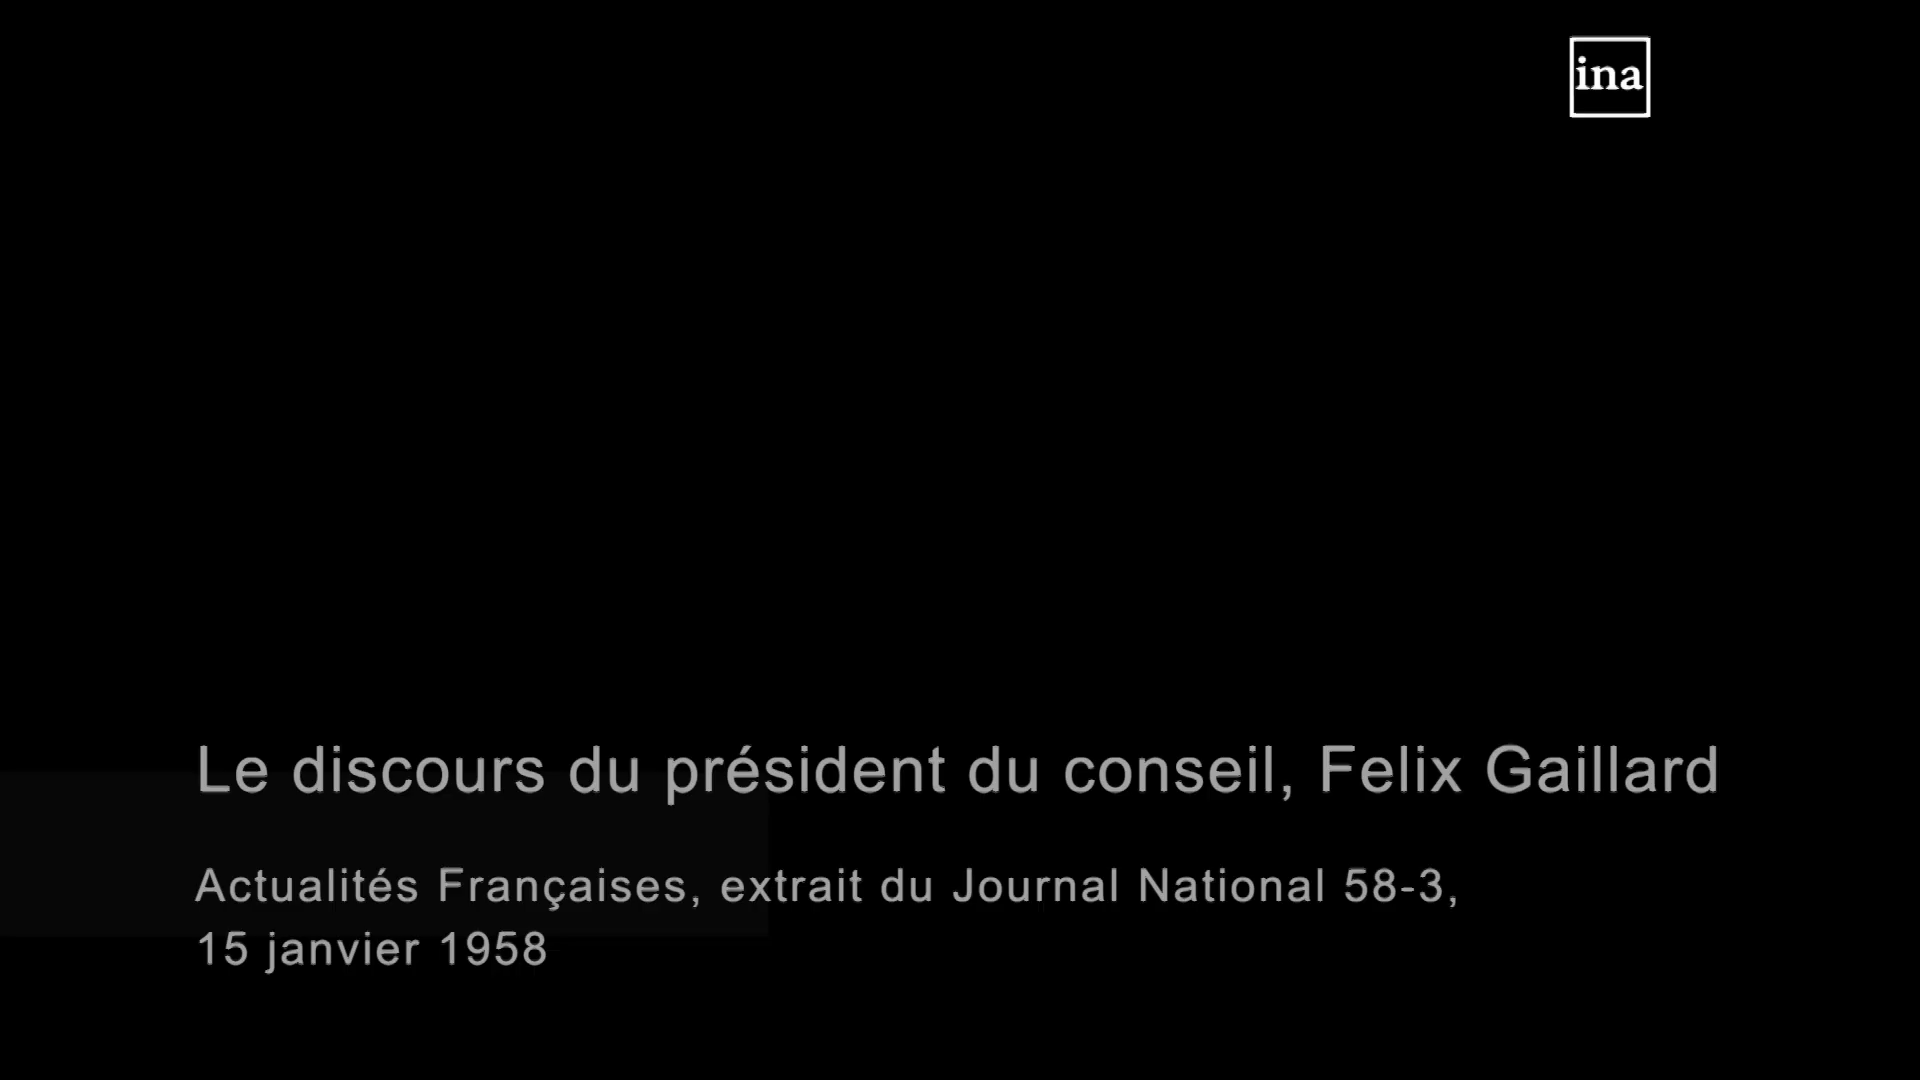 ina
Le discours du président du conseil, Felix Gaillard
Actualités Françaises, extrait du Journal National 58-3,
15 janvier 1958